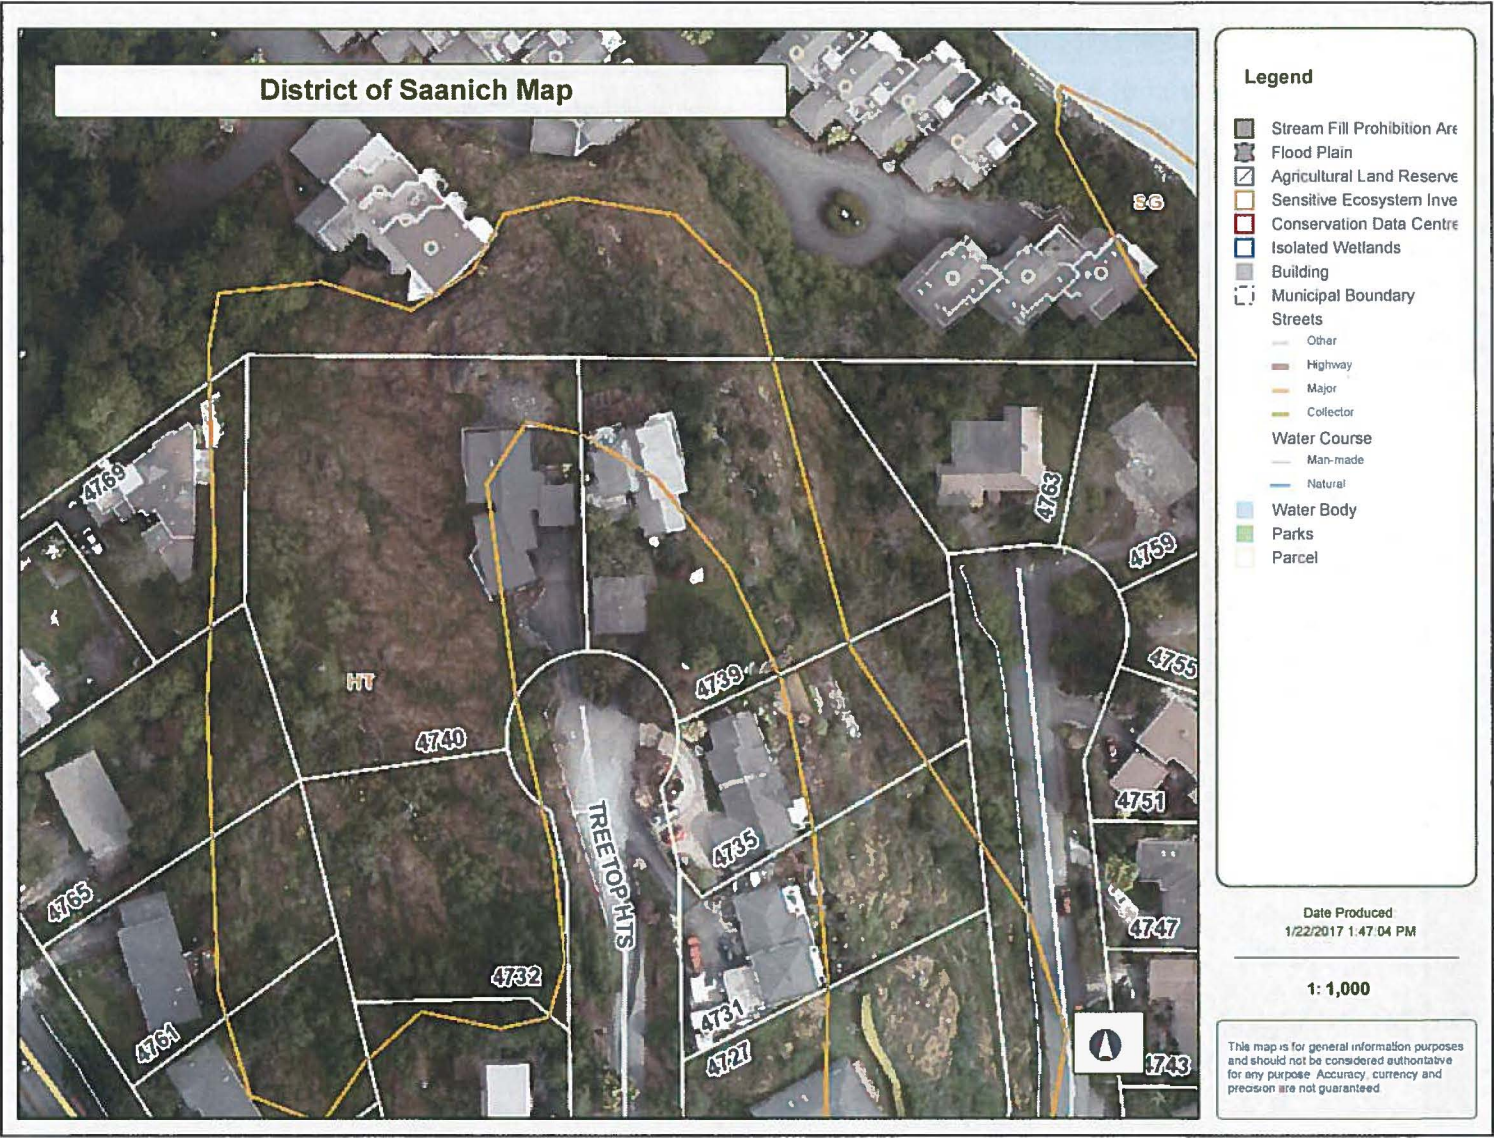 District of Saanich Map
SG
4769
4763
4759
HT
4739
4755
4740
4751
TREETOP HTS
4735
4765
4747
4732
4731
4761
4727
4743
Legend
Stream Fill Prohibition Are
Flood Plain
Agricultural Land Reserve
Sensitive Ecosystem Inve
Conservation Data Centre
Isolated Wetlands
Building
Municipal Boundary
Streets
Other
Highway
Major
Collector
Water Course
Man-made
Natural
Water Body
Parks
Parcel
Date Produced
1/22/2017 1:47:04 PM
1: 1,000
This map is for general information purposes
and should not be considered authoritative
for any purpose. Accuracy, currency and
precision are not guaranteed.